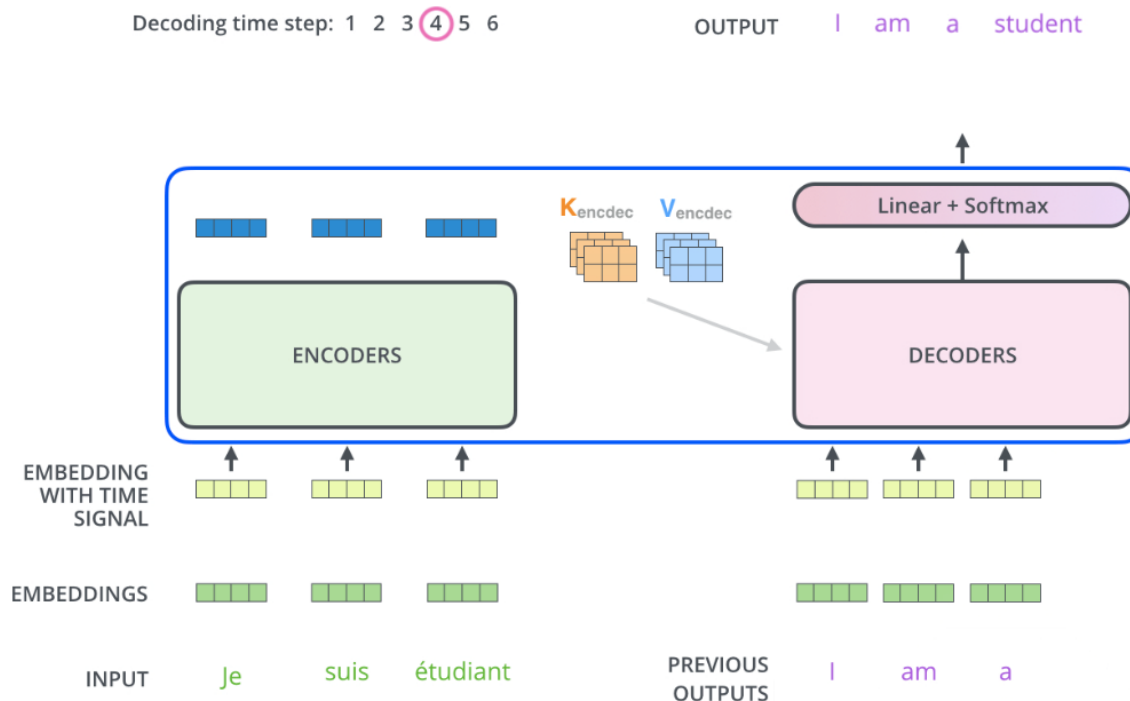 Decoding time step: 1 2 3 4 5 6
OUTPUT I am a student
Kencdec Vencdec
Linear + Softmax
ENCODERS
DECODERS
EMBEDDING
WITH TIME
SIGNAL
EMBEDDINGS
INPUT Je suis étudiant
PREVIOUS
OUTPUTS
I am a